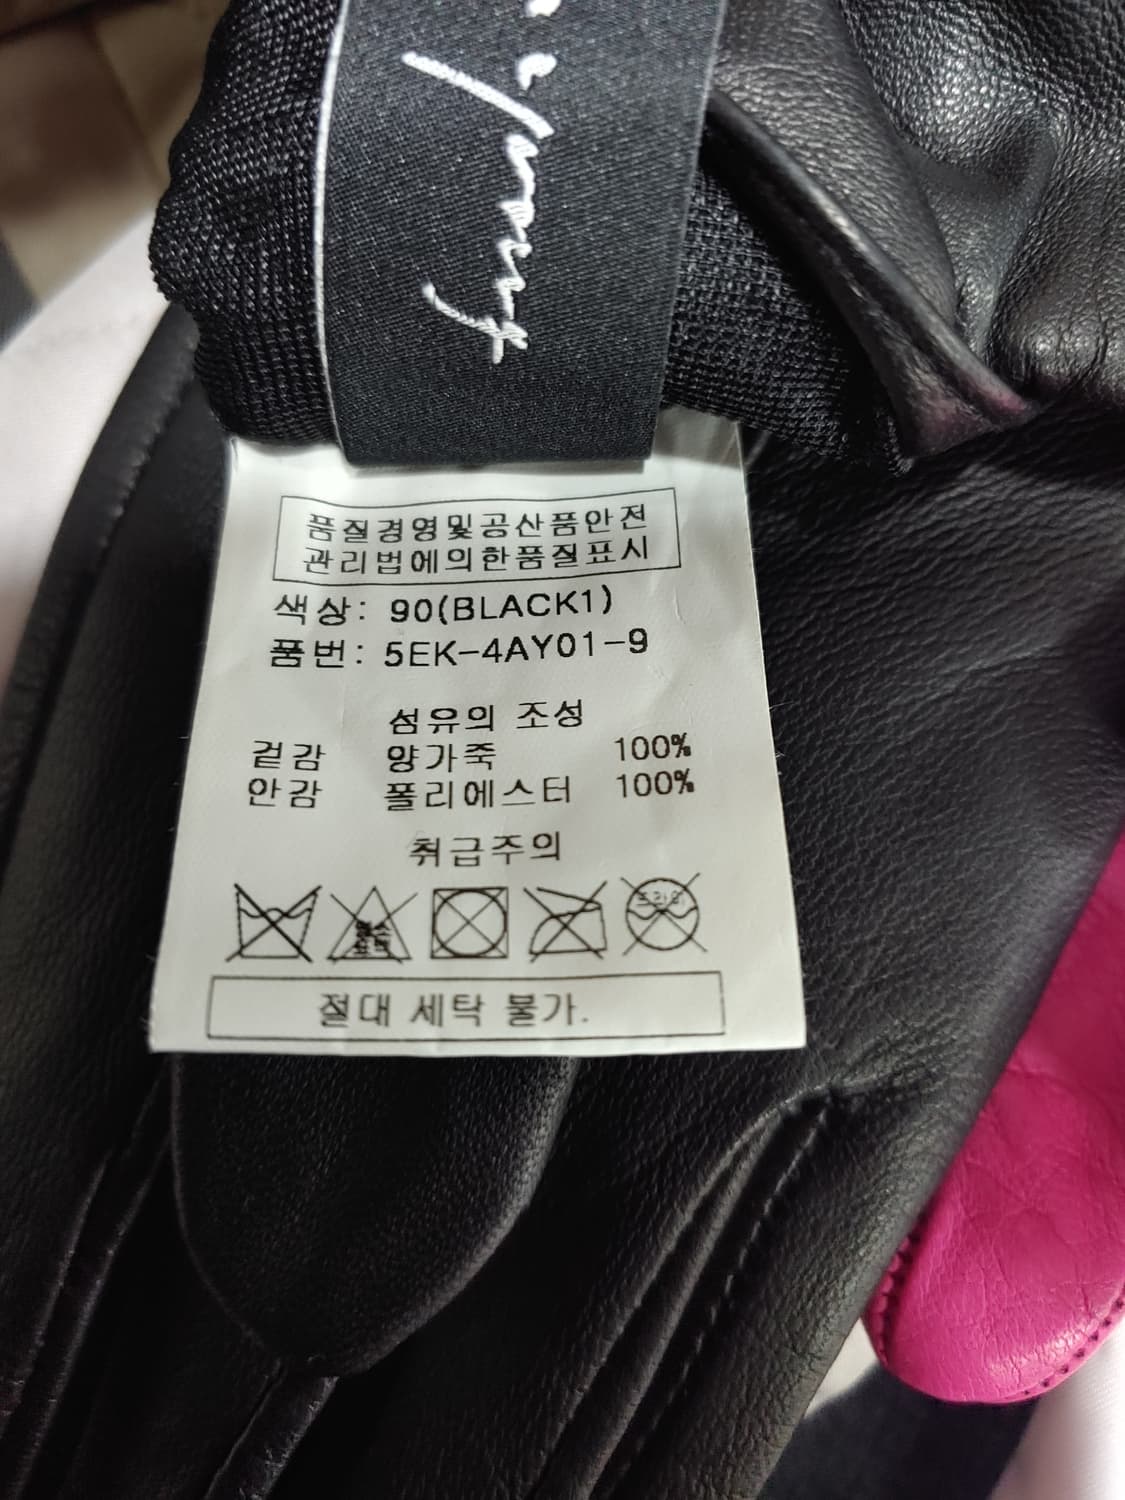 품질경영및공산품안전
관리법에의한품질표시
색상: 90(BLACK1)
품번: 5EK-4AY01-9
섬유의 조성
겉감 양가죽 100%
안감 폴리에스터 100%
취급주의
드라이
절대 세탁 불가.